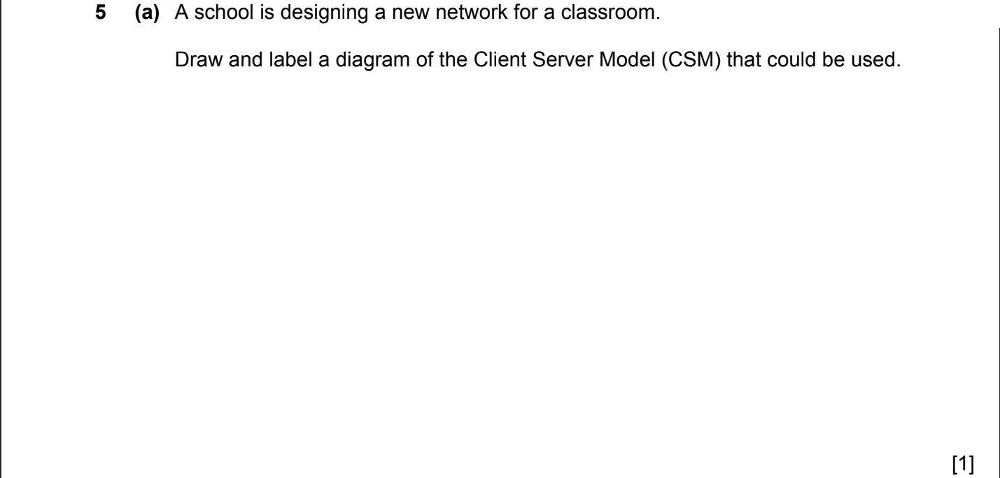 5 (a) A school is designing a new network for a classroom.
Draw and label a diagram of the Client Server Model (CSM) that could be used.
[1]